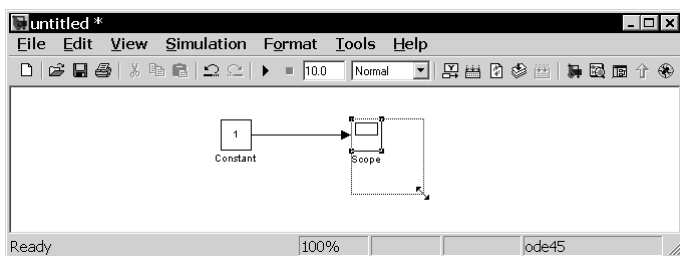 untitled *
File Edit View Simulation Format Tools Help
10.0 Normal
1
Constant
Scope
Ready 100% ode45